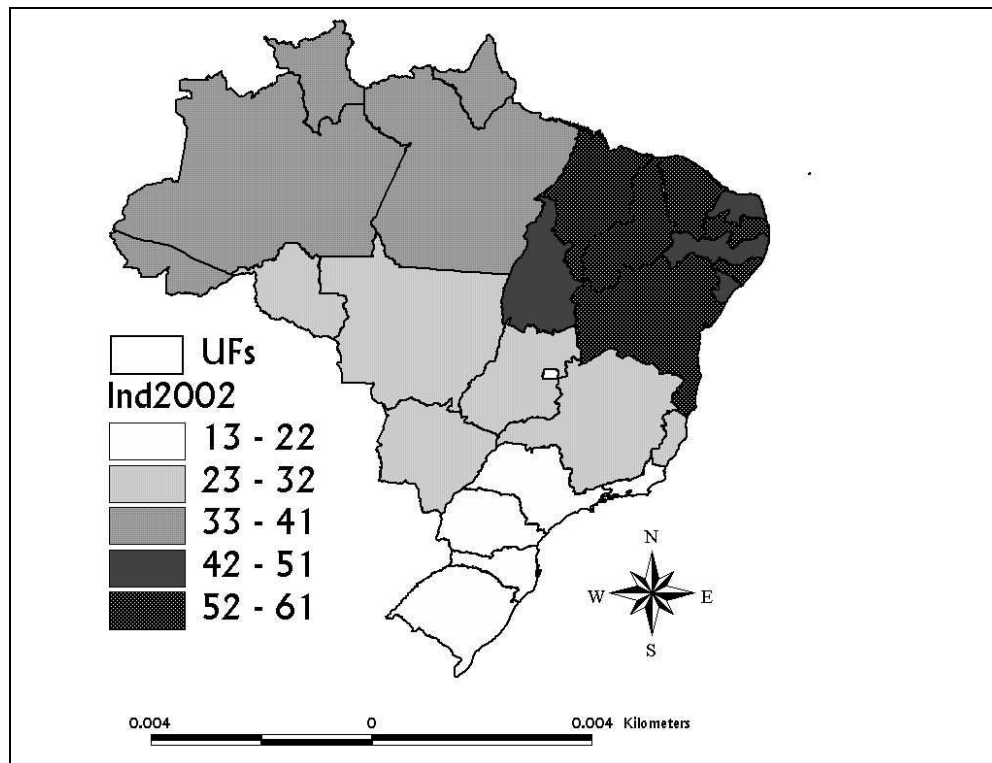 UFs
Ind2002
13 - 22
23 - 32
33 - 41
42 - 51
52 - 61
N
W E
S
0.004 0 0.004 Kilometers